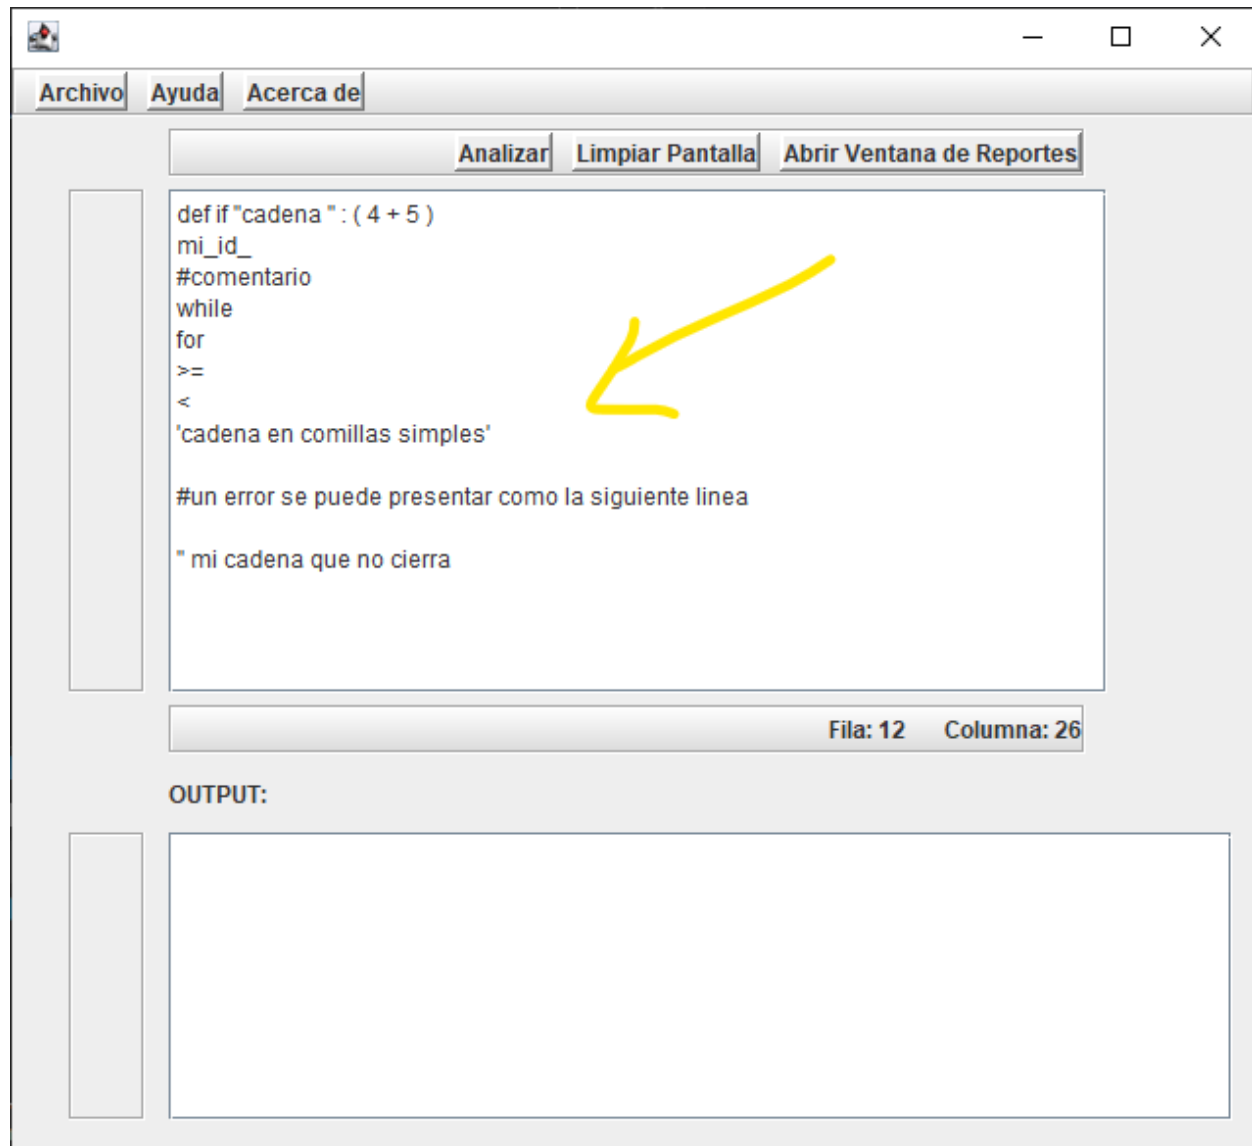 Archivo Ayuda Acerca de
Analizar Limpiar Pantalla Abrir Ventana de Reportes
def if "cadena " : ( 4 + 5 )
mi_id_
#comentario
while
for
>=
<
'cadena en comillas simples'
#un error se puede presentar como la siguiente linea
" mi cadena que no cierra
Fila: 12 Columna: 26
OUTPUT: